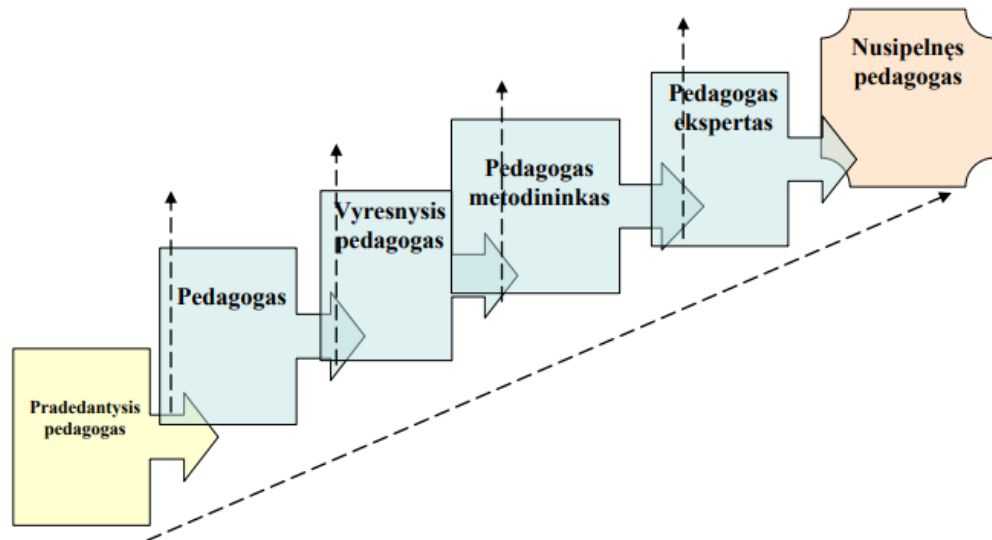 Pradedantysis
pedagogas
Pedagogas
Vyresnysis
pedagogas
Pedagogas
metodininkas
Pedagogas
ekspertas
Nusipelnęs
pedagogas